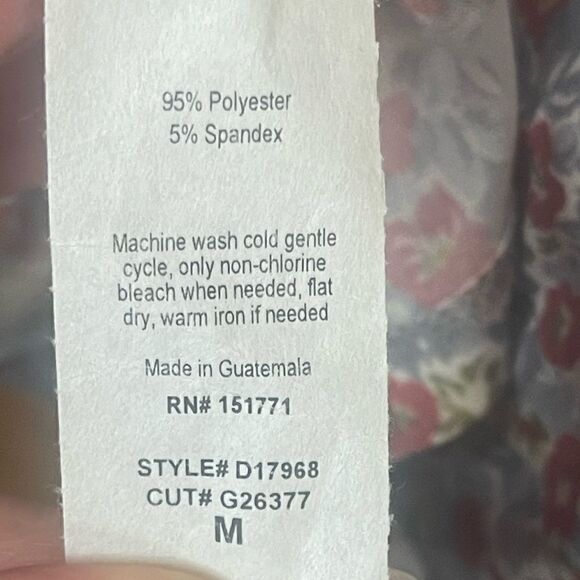 95% Polyester
5% Spandex
Machine wash cold gentle
cycle, only non-chlorine
bleach when needed, flat
dry, warm iron if needed
Made in Guatemala
RN# 151771
STYLE# D17968
CUT# G26377
M